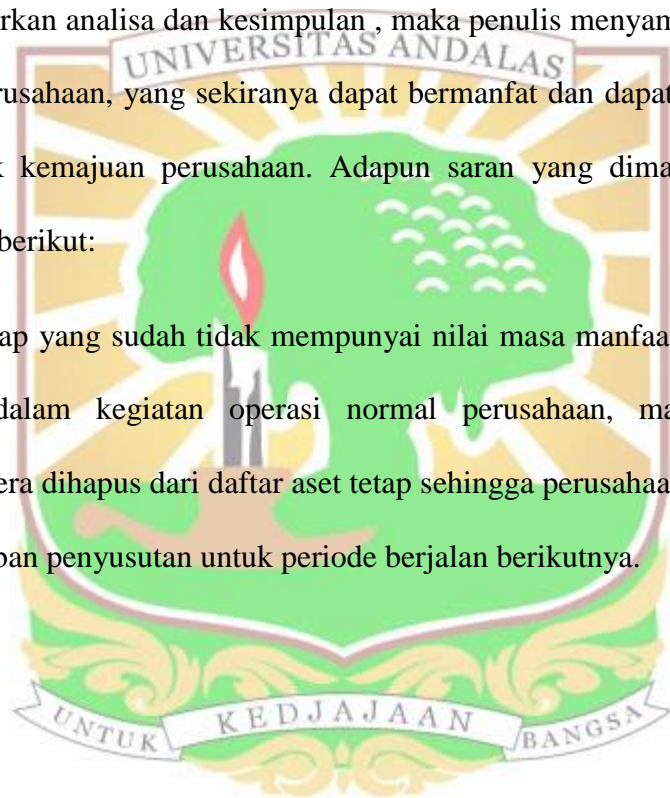 rkan analisa dan kesimpulan , maka penulis menyam
UNIVERSITAS ANDALAS
rusahaan, yang sekiranya dapat bermanfat dan dapat
k kemajuan perusahaan. Adapun saran yang dima
berikut:
ap yang sudah tidak mempunyai nilai masa manfaa
dalam kegiatan operasi normal perusahaan, ma
era dihapus dari daftar aset tetap sehingga perusahaa
ban penyusutan untuk periode berjalan berikutnya.
UNTUK KEDJAJAAN BANGSA